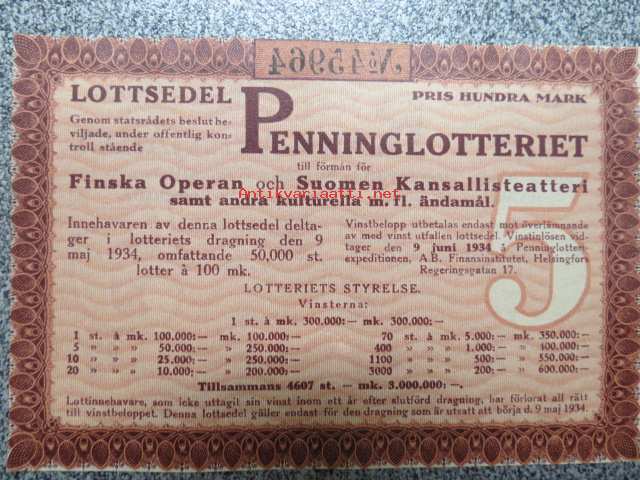 № 45964
LOTTSEDEL
PENNINGLOTTERIET
PRIS HUNDRA MARK
Genom statsrådets beslut be-
viljade, under offentlig kon-
troll stående
till förmån för
Finska Operan och Suomen Kansallisteatteri
samt andra kulturella m. fl. ändamål.
Antikvariaatti.net
5
Innehavaren av denna lottsedel delta-
ger i lotteriets dragning den 9
maj 1934, omfattande 50,000 st.
lotter à 100 mk.
Vinstbelopp utbetalas endast mot överlämnande
av med vinst utfallen lottsedel. Vinstinlösen vid-
tager den 9 juni 1934 å Penninglotteri-
expeditionen, A.B. Finansinstitutet, Helsingfors
Regeringsgatan 17.
LOTTERIETS STYRELSE.
Vinsterna:
1 st. à mk. 300.000:— mk. 300.000:—
1 st. à mk. 100.000:— mk. 100.000:—
5 » » » 50.000:— » 250.000:—
10 » » » 25.000:— » 250.000:—
20 » » » 10.000:— » 200.000:—
70 st. à mk. 5.000:— mk. 350.000:—
400 » » » 1.000:— » 400.000:—
1100 » » » 500:— » 550.000:—
3000 » » » 200:— » 600.000:—
Tillsammans 4607 st. — mk. 3.000.000:—.
Lottinnehavare, som icke uttagit sin vinst inom ett år efter slutförd dragning, har förlorat all rätt
till vinstbeloppet. Denna lottsedel gäller endast för den dragning som är utsatt att börja d. 9 maj 1934.